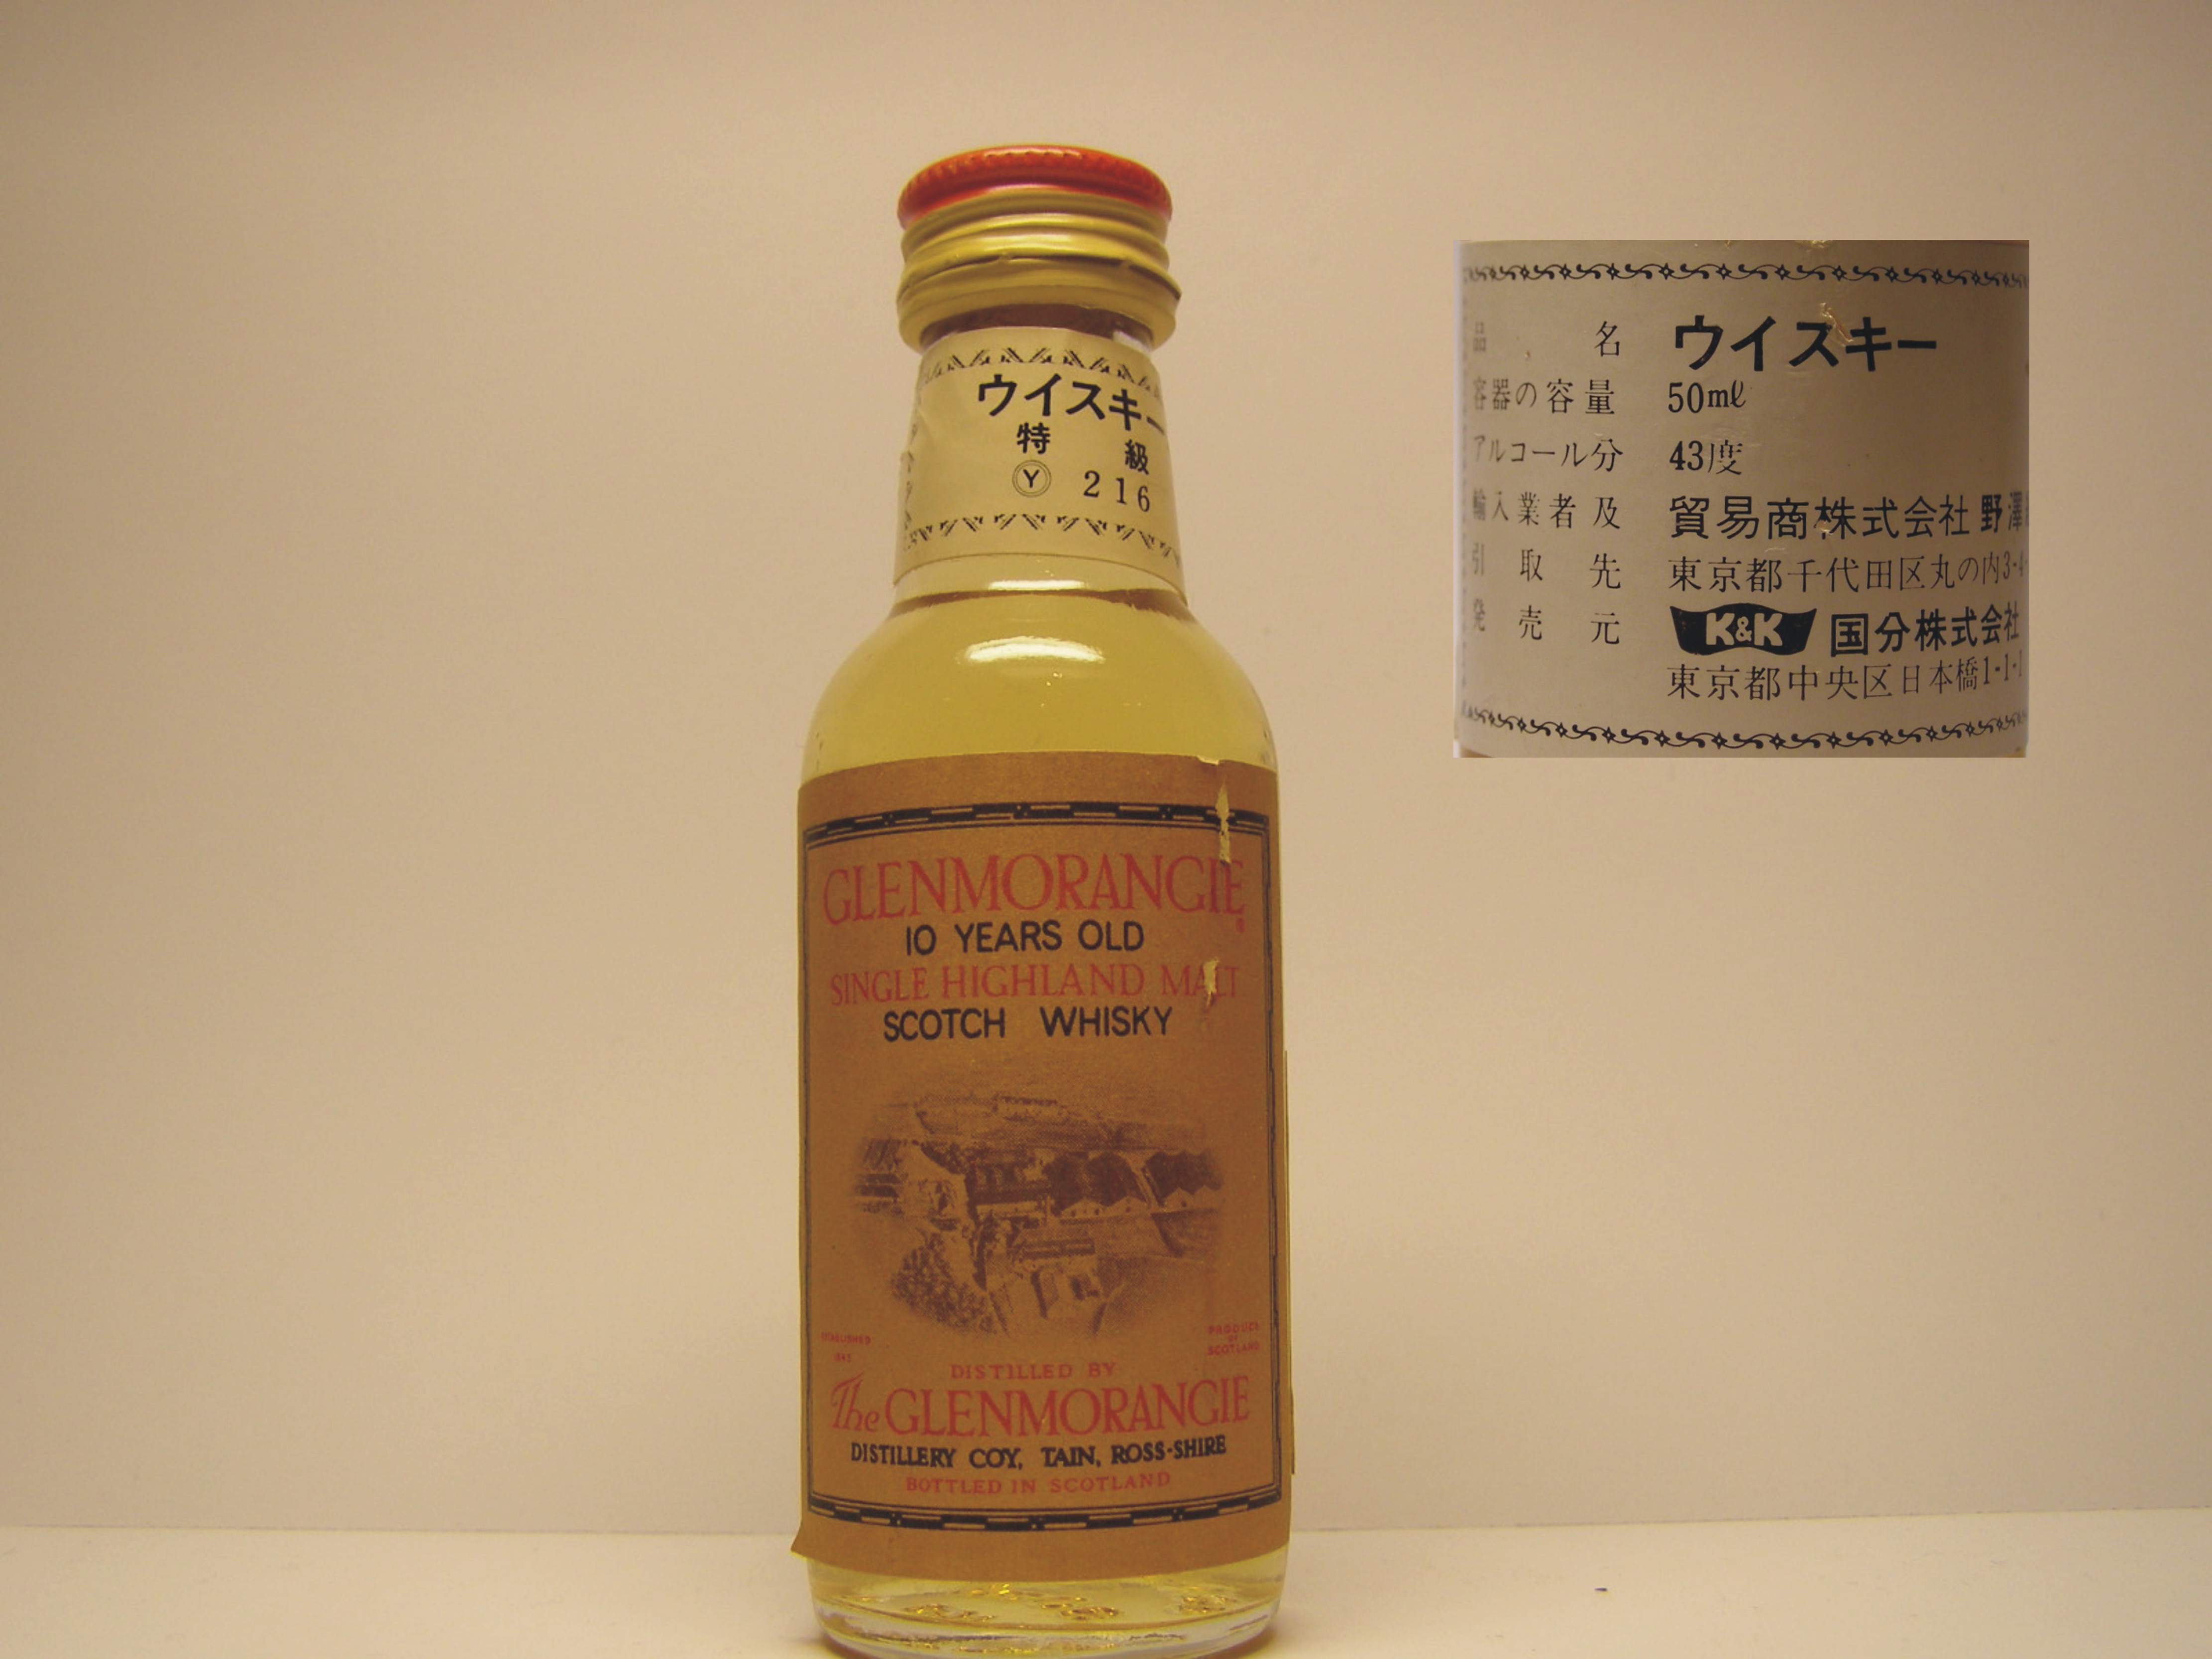 ウイスキー
特 級
Y 216
GLENMORANGIE
10 YEARS OLD
SINGLE HIGHLAND MALT
SCOTCH WHISKY
ESTABLISHED
PRODUCE
OF
SCOTLAND
DISTILLED BY
The GLENMORANGIE
DISTILLERY COY, TAIN, ROSS-SHIRE
BOTTLED IN SCOTLAND
品 名 ウイスキー
容器の容量 50ml
アルコール分 43度
輸入業者及 貿易商株式会社 野澤
引取先 東京都千代田区丸の内3-4
発売元 K&K 国分株式会社
東京都中央区日本橋1-1-1